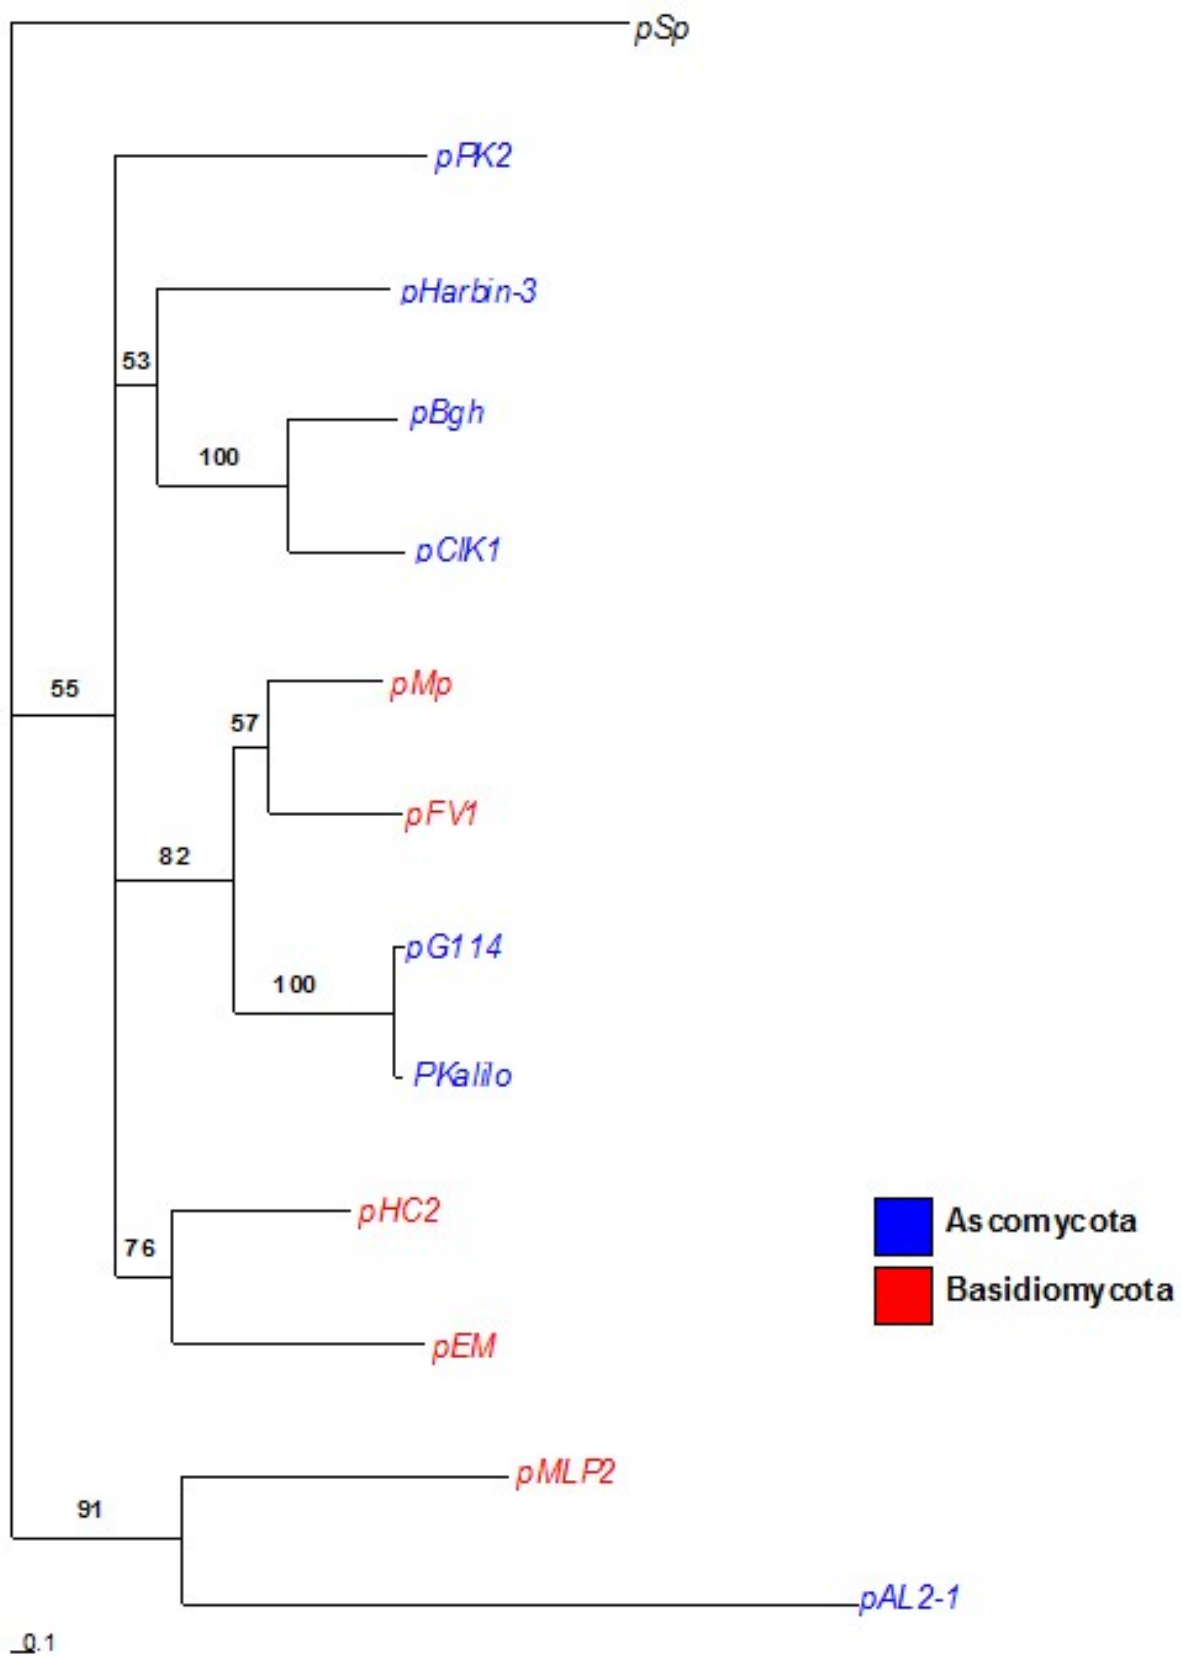 pSp
pPK2
pHarbin-3
53
pBgh
100
pCIK1
pMp
55
57
pFV1
82
pG114
100
PKalilo
pHC2
Ascomycota
76
Basidiomycota
pEM
pMLP2
91
pAL2-1
0.1